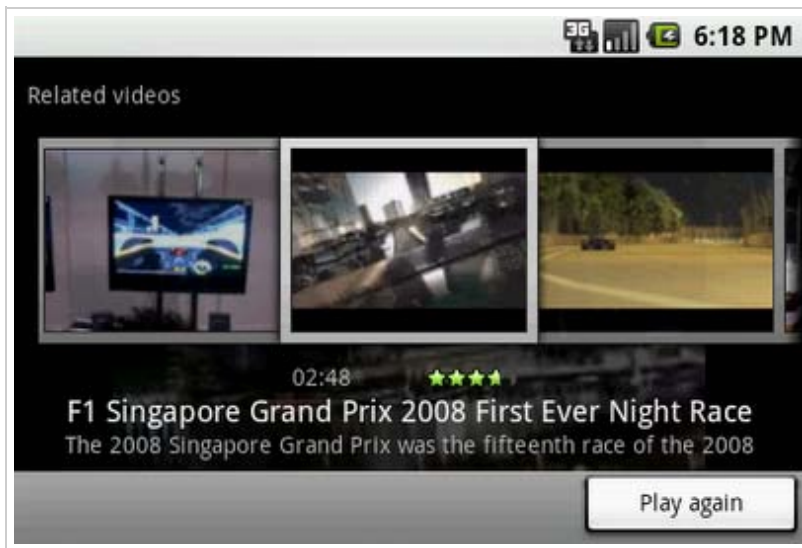 3G
6:18 PM
Related videos
02:48
F1 Singapore Grand Prix 2008 First Ever Night Race
The 2008 Singapore Grand Prix was the fifteenth race of the 2008
Play again